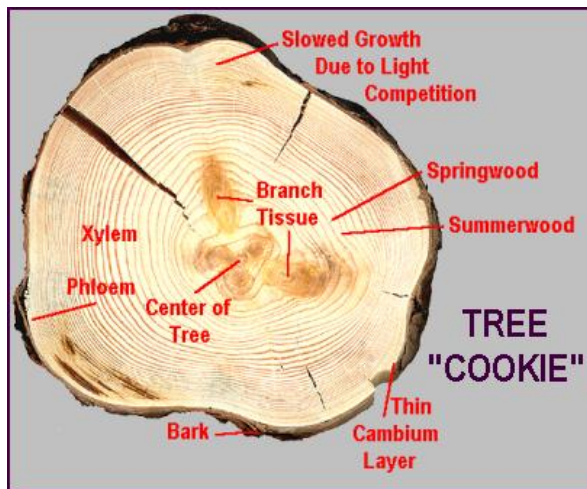 Slowed Growth
Due to Light
Competition
Springwood
Branch
Tissue
Summerwood
Xylem
Phloem
Center of
Tree
TREE
"COOKIE"
Thin
Cambium
Layer
Bark